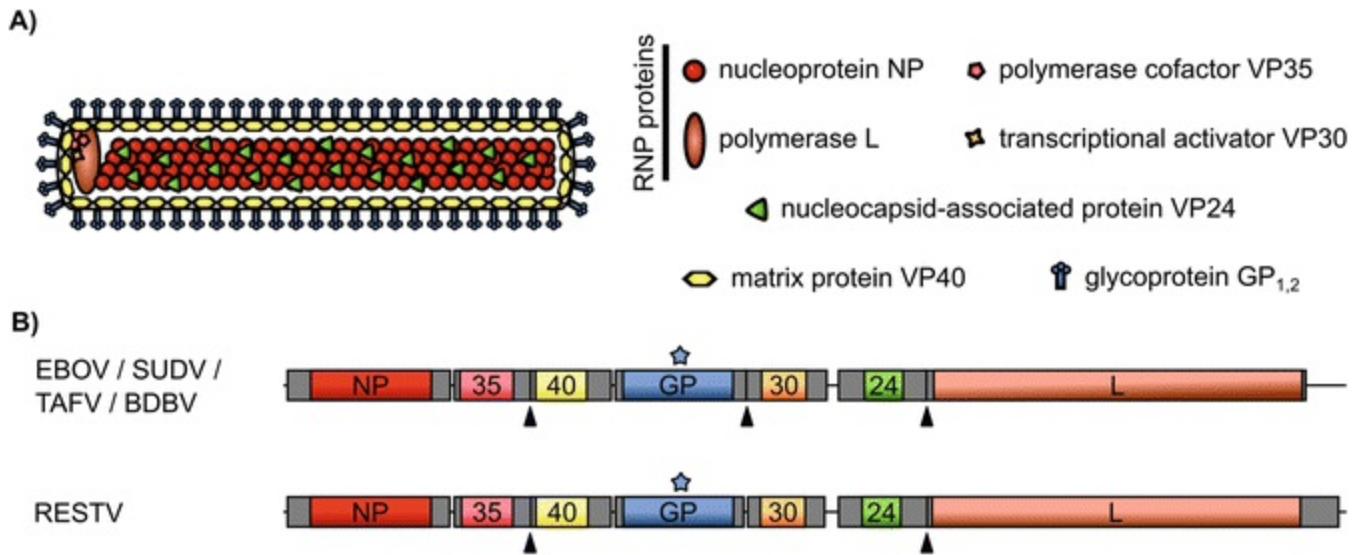 A)
RNP proteins
nucleoprotein NP
polymerase cofactor VP35
polymerase L
transcriptional activator VP30
nucleocapsid-associated protein VP24
matrix protein VP40
glycoprotein GP1,2
B)
EBOV / SUDV /
TAFV / BDBV
NP 35 40 GP 30 24 L
RESTV
NP 35 40 GP 30 24 L